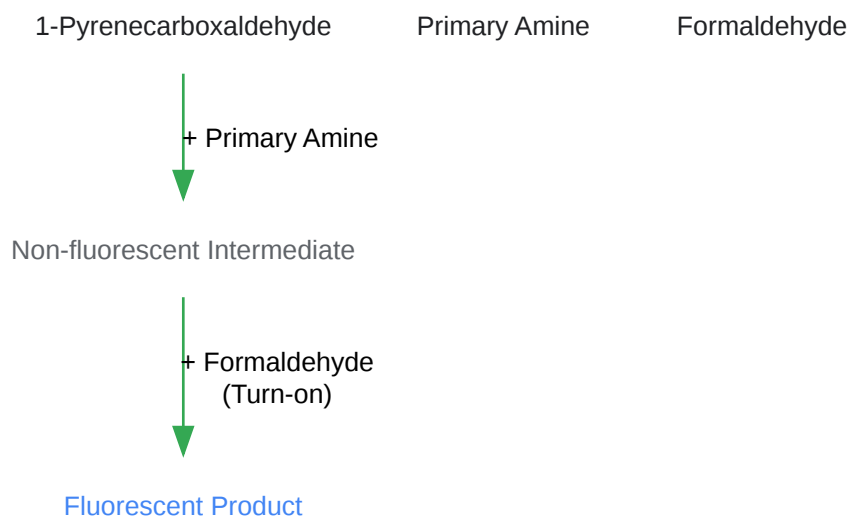 1-Pyrenecarboxaldehyde Primary Amine Formaldehyde
+ Primary Amine
Non-fluorescent Intermediate
+ Formaldehyde
(Turn-on)
Fluorescent Product